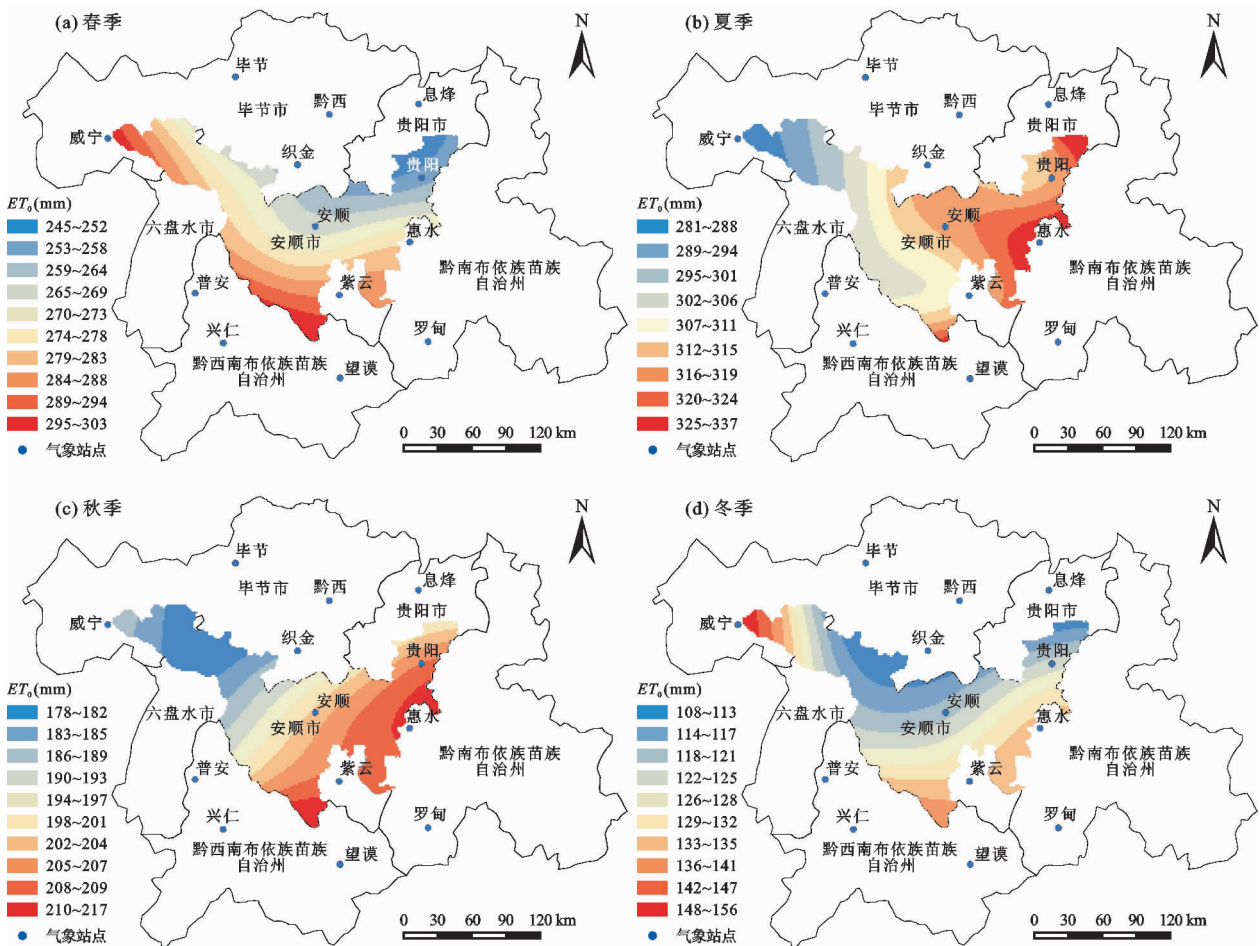 (a) 春季
N
毕节
息烽
毕节市
黔西
贵阳市
威宁
织金
贵阳
ET₀(mm)
245~252
253~258
259~264
265~269
270~273
274~278
279~283
284~288
289~294
295~303
气象站点
六盘水市
安顺
安顺市
惠水
黔南布依族苗族
自治州
普安
紫云
兴仁
罗甸
黔西南布依族苗族
自治州
望谟
0 30 60 90 120 km
(b) 夏季
N
毕节
息烽
毕节市
黔西
贵阳市
威宁
织金
贵阳
ET₀(mm)
281~288
289~294
295~301
302~306
307~311
312~315
316~319
320~324
325~337
气象站点
六盘水市
安顺
安顺市
惠水
黔南布依族苗族
自治州
普安
紫云
兴仁
罗甸
黔西南布依族苗族
自治州
望谟
0 30 60 90 120 km
(c) 秋季
N
毕节
息烽
毕节市
黔西
贵阳市
威宁
织金
贵阳
ET₀(mm)
178~182
183~185
186~189
190~193
194~197
198~201
202~204
205~207
208~209
210~217
气象站点
六盘水市
安顺
安顺市
惠水
黔南布依族苗族
自治州
普安
紫云
兴仁
罗甸
黔西南布依族苗族
自治州
望谟
0 30 60 90 120 km
(d) 冬季
N
毕节
息烽
毕节市
黔西
贵阳市
威宁
织金
贵阳
ET₀(mm)
108~113
114~117
118~121
122~125
126~128
129~132
133~135
136~141
142~147
148~156
气象站点
六盘水市
安顺
安顺市
惠水
黔南布依族苗族
自治州
普安
紫云
兴仁
罗甸
黔西南布依族苗族
自治州
望谟
0 30 60 90 120 km